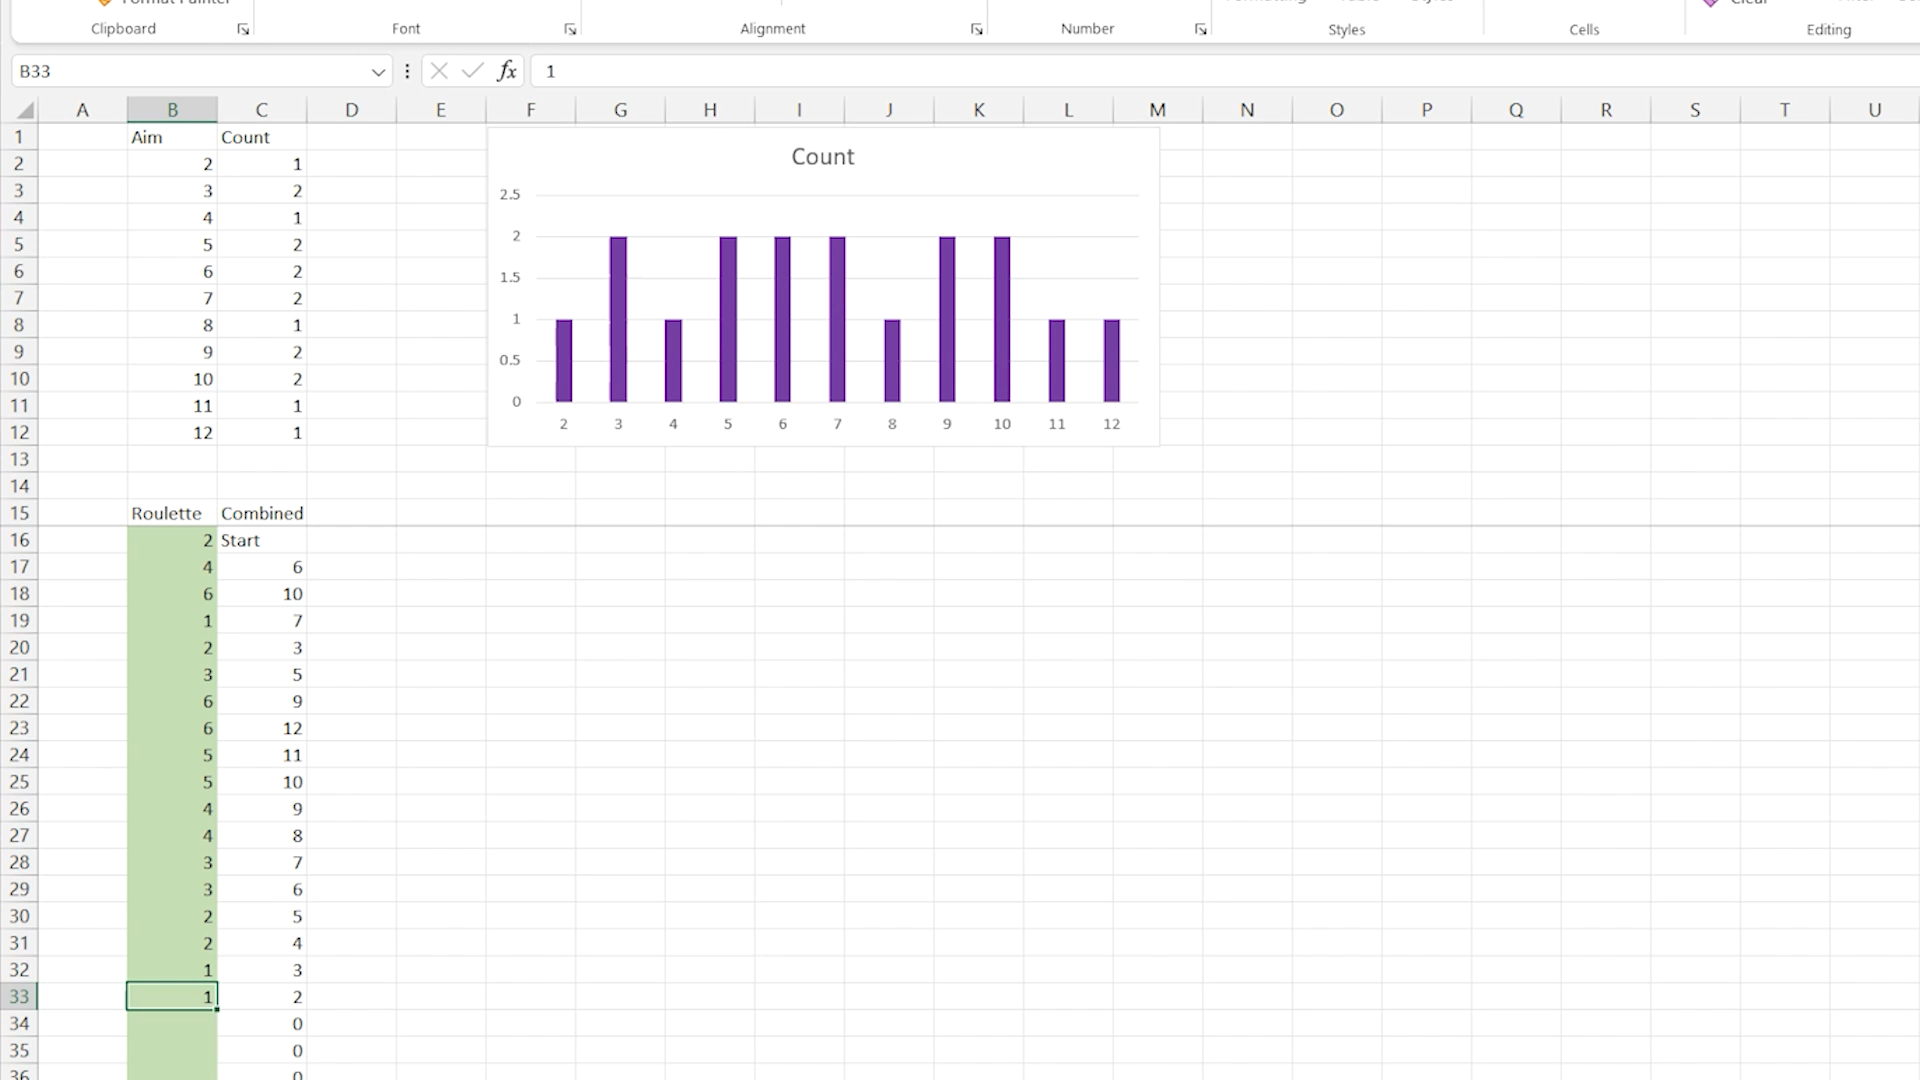 Format Painter
Clear
Clipboard Font Alignment Number Styles Cells Editing
B33 fx 1
A B C D E F G H I J K L M N O P Q R S T U
1 Aim Count
2 2 1
3 3 2
4 4 1
5 5 2
6 6 2
7 7 2
8 8 1
9 9 2
10 10 2
11 11 1
12 12 1
13
14
15 Roulette Combined
16 2 Start
17 4 6
18 6 10
19 1 7
20 2 3
21 3 5
22 6 9
23 6 12
24 5 11
25 5 10
26 4 9
27 4 8
28 3 7
29 3 6
30 2 5
31 2 4
32 1 3
33 1 2
34 0
35 0
36 0
Count
2.5
2
1.5
1
0.5
0
2 3 4 5 6 7 8 9 10 11 12